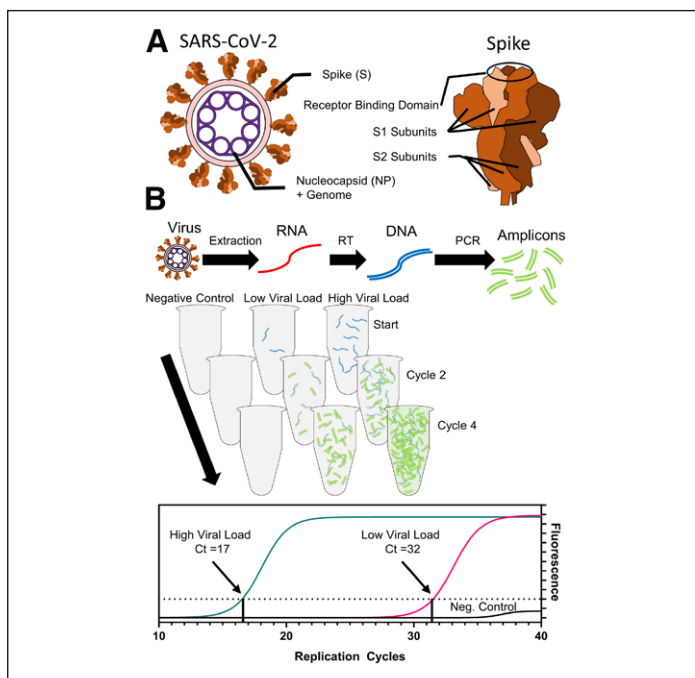 A
SARS-CoV-2
Spike
Spike (S)
Receptor Binding Domain
S1 Subunits
S2 Subunits
Nucleocapsid (NP)
+ Genome
B
Virus
Extraction
RNA
RT
DNA
PCR
Amplicons
Negative Control
Low Viral Load
High Viral Load
Start
Cycle 2
Cycle 4
High Viral Load
Ct =17
Low Viral Load
Ct =32
Neg. Control
Fluorescence
10
20
30
40
Replication Cycles